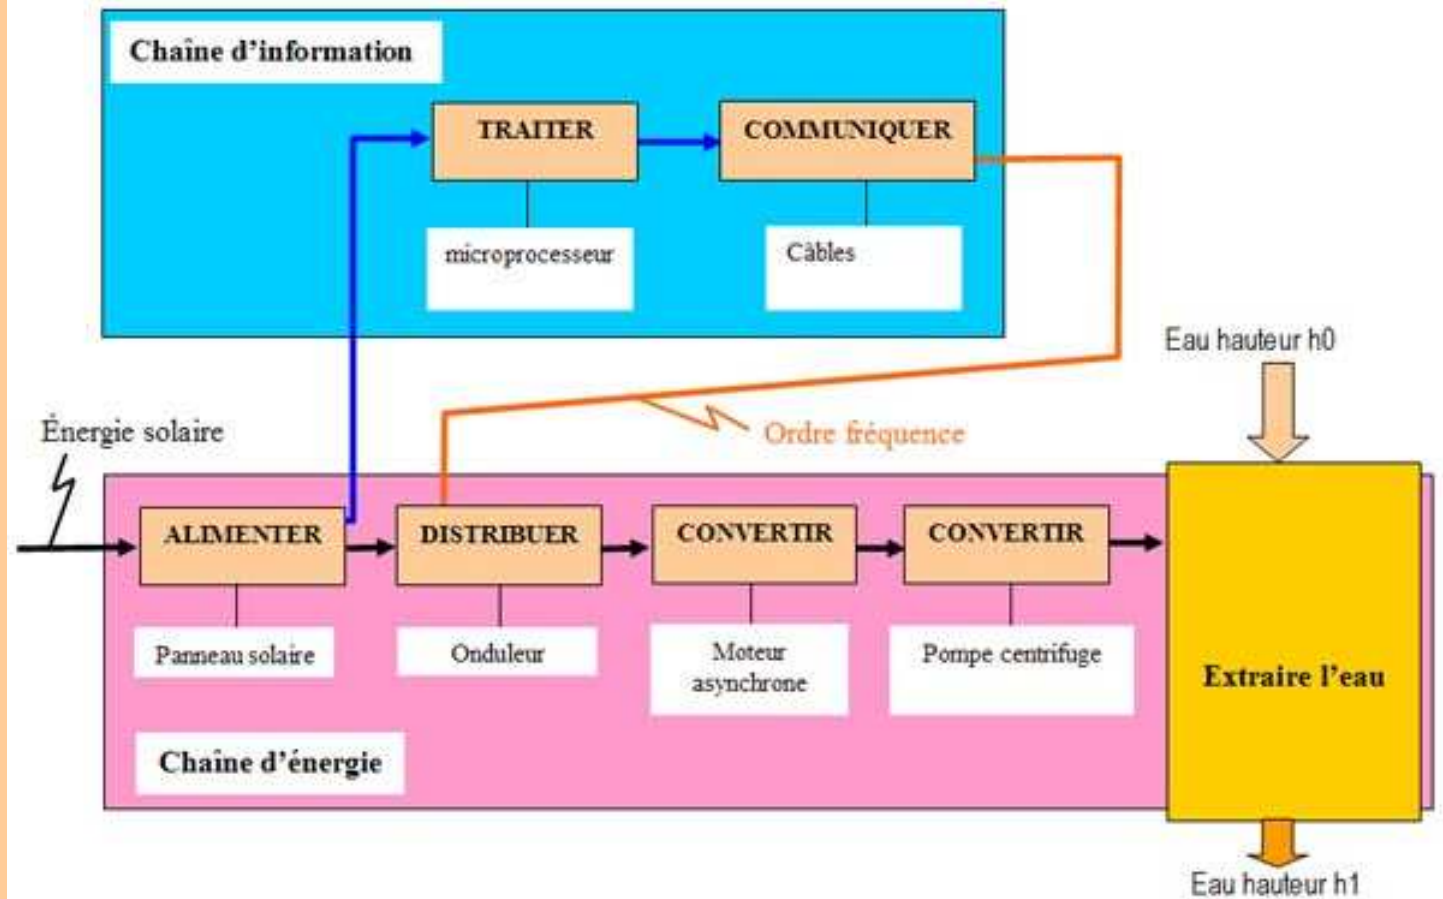 Chaîne d'information
TRAITER
COMMUNIQUER
microprocesseur
Câbles
Eau hauteur h0
Énergie solaire
Ordre fréquence
ALIMENTER
DISTRIBUER
CONVERTIR
CONVERTIR
Panneau solaire
Onduleur
Moteur
asynchrone
Pompe centrifuge
Extraire l'eau
Chaîne d'énergie
Eau hauteur h1